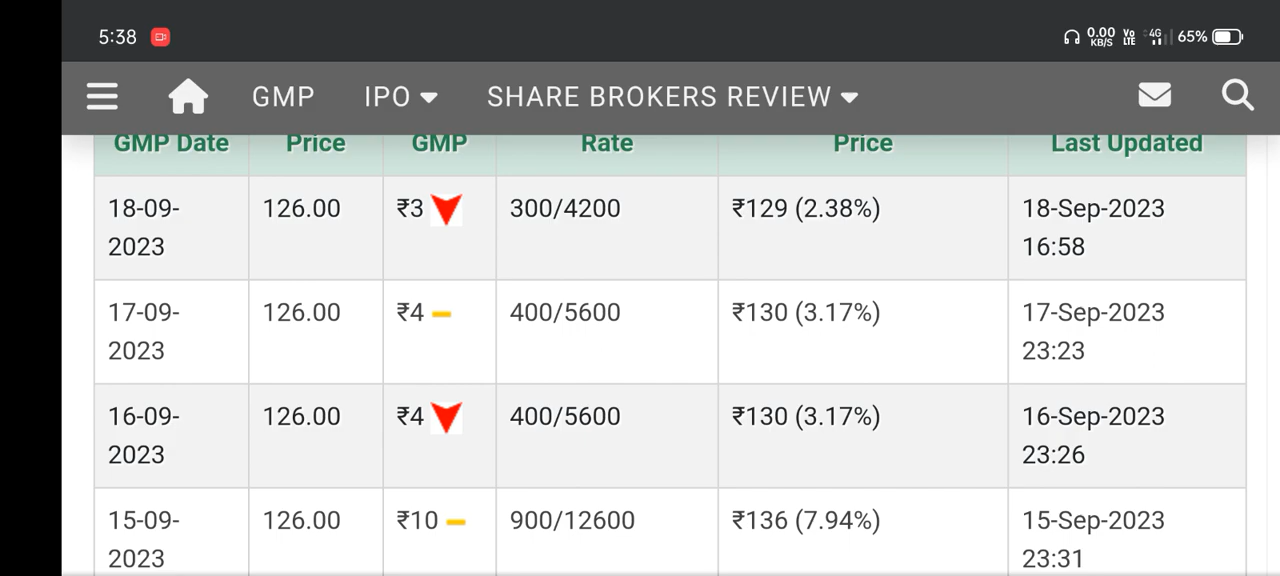 5:38 0.00 KB/S Vo LTE 4G 65%
GMP IPO SHARE BROKERS REVIEW
GMP Date Price GMP Rate Price Last Updated
18-09- 126.00 ₹3 300/4200 ₹129 (2.38%) 18-Sep-2023
2023 16:58
17-09- 126.00 ₹4 400/5600 ₹130 (3.17%) 17-Sep-2023
2023 23:23
16-09- 126.00 ₹4 400/5600 ₹130 (3.17%) 16-Sep-2023
2023 23:26
15-09- 126.00 ₹10 900/12600 ₹136 (7.94%) 15-Sep-2023
2023 23:31